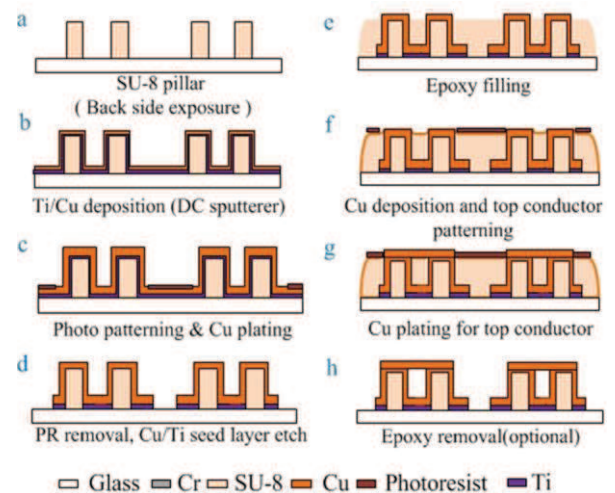 a
SU-8 pillar
( Back side exposure )
b
Ti/Cu deposition (DC sputterer)
c
Photo patterning & Cu plating
d
PR removal, Cu/Ti seed layer etch
e
Epoxy filling
f
Cu deposition and top conductor
patterning
g
Cu plating for top conductor
h
Epoxy removal(optional)
Glass Cr SU-8 Cu Photoresist Ti